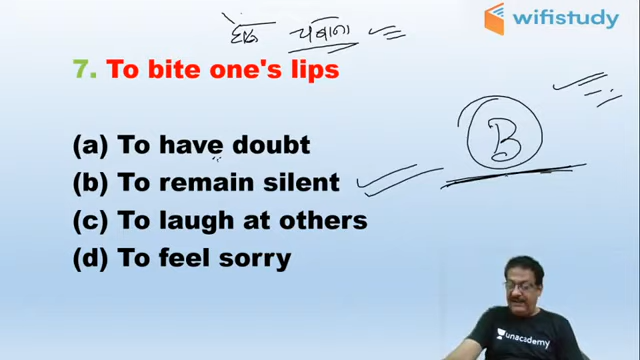 wifistudy
होंठ चबाना
7. To bite one's lips
(a) To have doubt
(b) To remain silent
(c) To laugh at others
(d) To feel sorry
B
unacademy